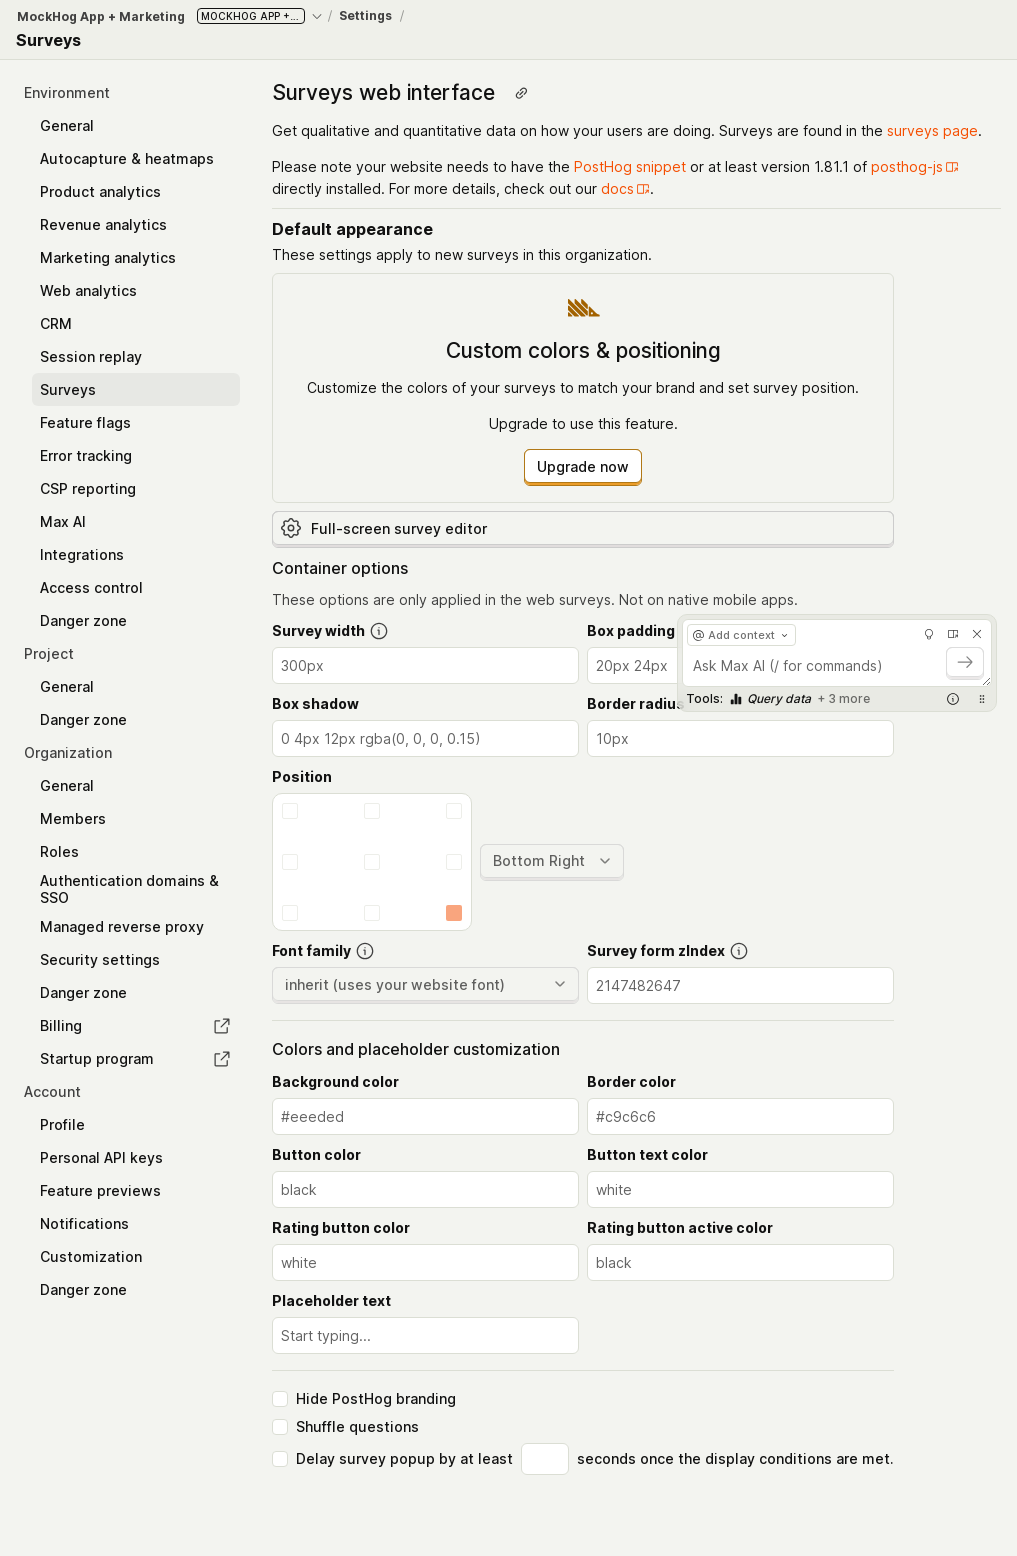 MockHog App + Marketing
MOCKHOG APP +...
/
Settings
/
Surveys
Environment
General
Autocapture & heatmaps
Product analytics
Revenue analytics
Marketing analytics
Web analytics
CRM
Session replay
Surveys
Feature flags
Error tracking
CSP reporting
Max AI
Integrations
Access control
Danger zone
Project
General
Danger zone
Organization
General
Members
Roles
Authentication domains &
SSO
Managed reverse proxy
Security settings
Danger zone
Billing
Startup program
Account
Profile
Personal API keys
Feature previews
Notifications
Customization
Danger zone
Surveys web interface
Get qualitative and quantitative data on how your users are doing. Surveys are found in the surveys page.
Please note your website needs to have the PostHog snippet or at least version 1.81.1 of posthog-js
directly installed. For more details, check out our docs.
Default appearance
These settings apply to new surveys in this organization.
Custom colors & positioning
Customize the colors of your surveys to match your brand and set survey position.
Upgrade to use this feature.
Upgrade now
Full-screen survey editor
Container options
These options are only applied in the web surveys. Not on native mobile apps.
Survey width
Box padding
300px
20px 24px
@ Add context
Ask Max AI (/ for commands)
Tools: Query data + 3 more
Box shadow
Border radius
0 4px 12px rgba(0, 0, 0, 0.15)
10px
Position
Bottom Right
Font family
Survey form zIndex
inherit (uses your website font)
2147482647
Colors and placeholder customization
Background color
Border color
#eeeded
#c9c6c6
Button color
Button text color
black
white
Rating button color
Rating button active color
white
black
Placeholder text
Start typing...
Hide PostHog branding
Shuffle questions
Delay survey popup by at least
seconds once the display conditions are met.